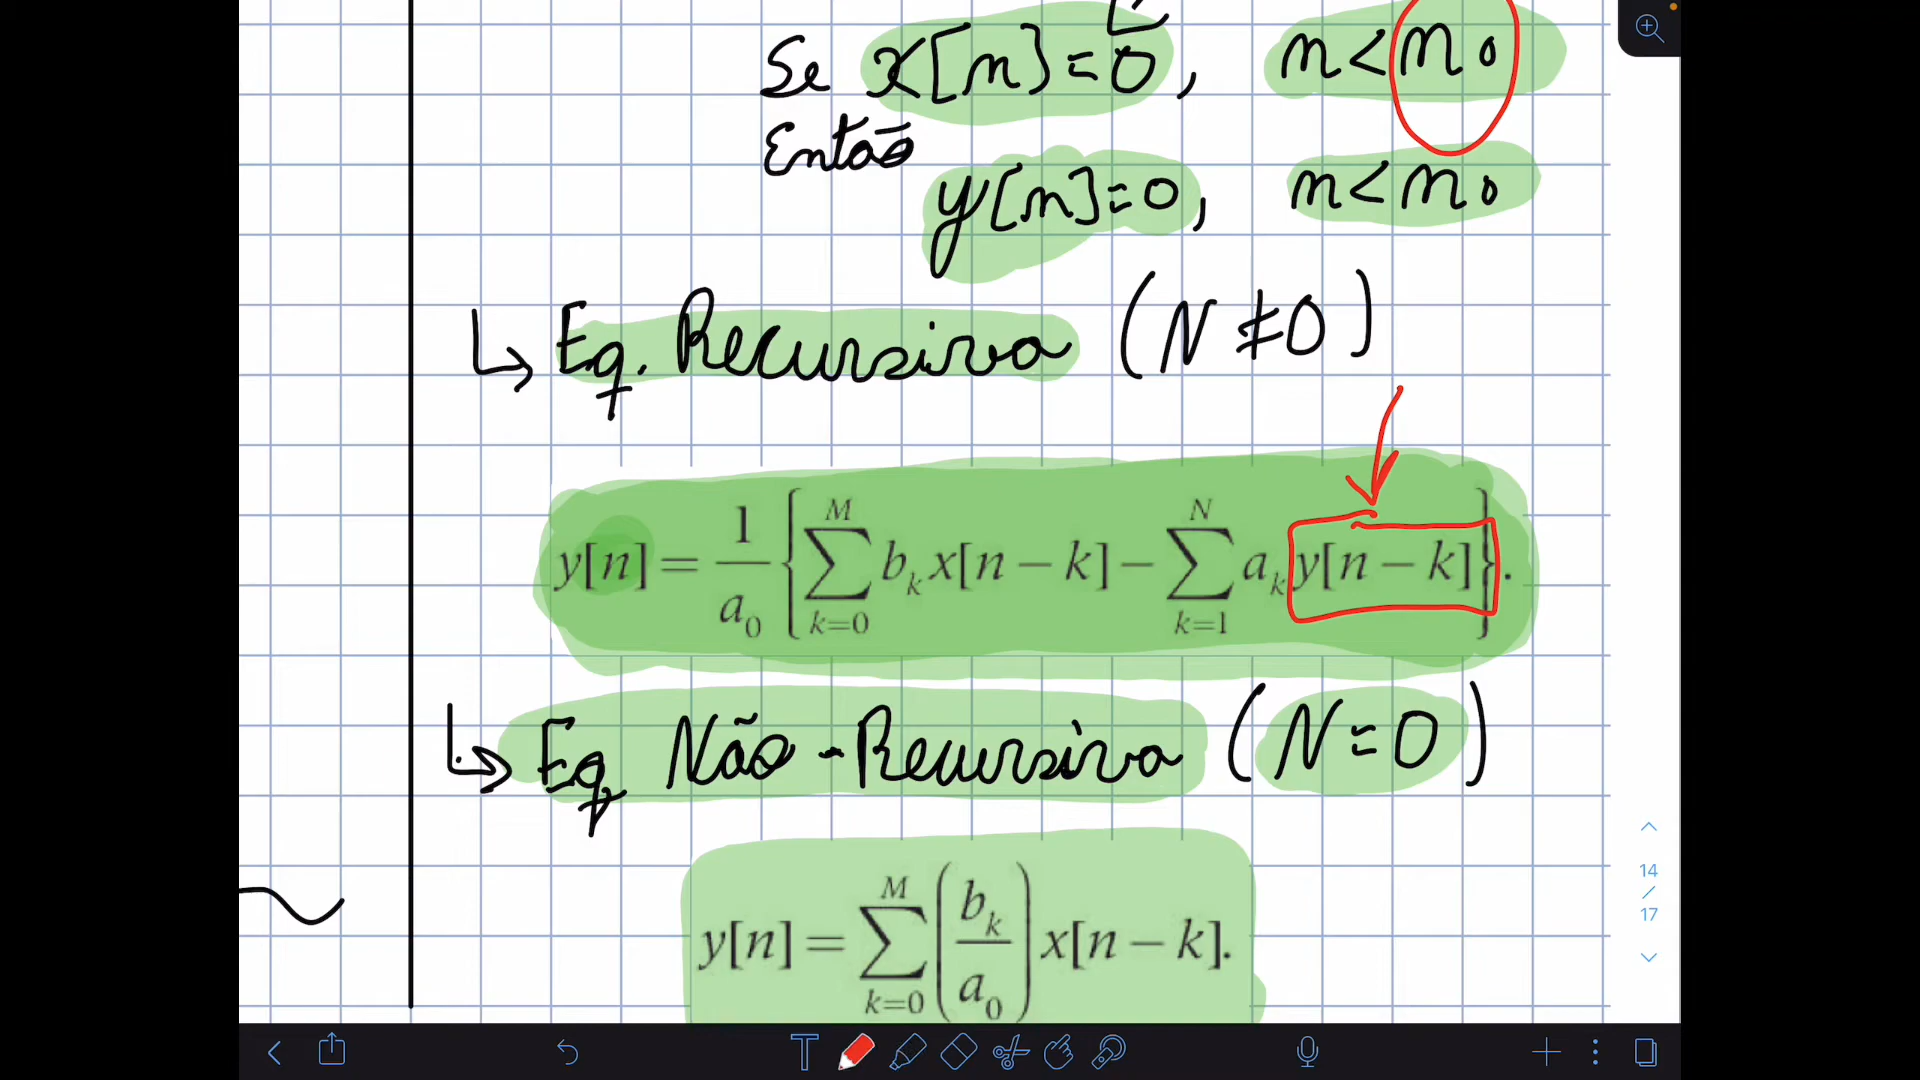 Se x[n]=0, n<n₀
Então
y[n]=0, n<n₀
↳ Eq. Recursiva (N≠0)
y[n] = 1/a₀ { ∑_{k=0}^{M} b_k x[n − k] − ∑_{k=1}^{N} a_k y[n − k] }.
↳ Eq Não-Recursiva (N=0)
y[n] = ∑_{k=0}^{M} (b_k/a₀) x[n − k].
14
/
17
T